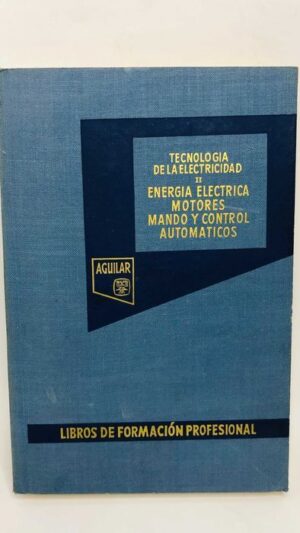 TECNOLOGIA
DE LA ELECTRICIDAD
II
ENERGIA ELECTRICA
MOTORES
MANDO Y CONTROL
AUTOMATICOS
AGUILAR
LIBROS DE FORMACIÓN PROFESIONAL